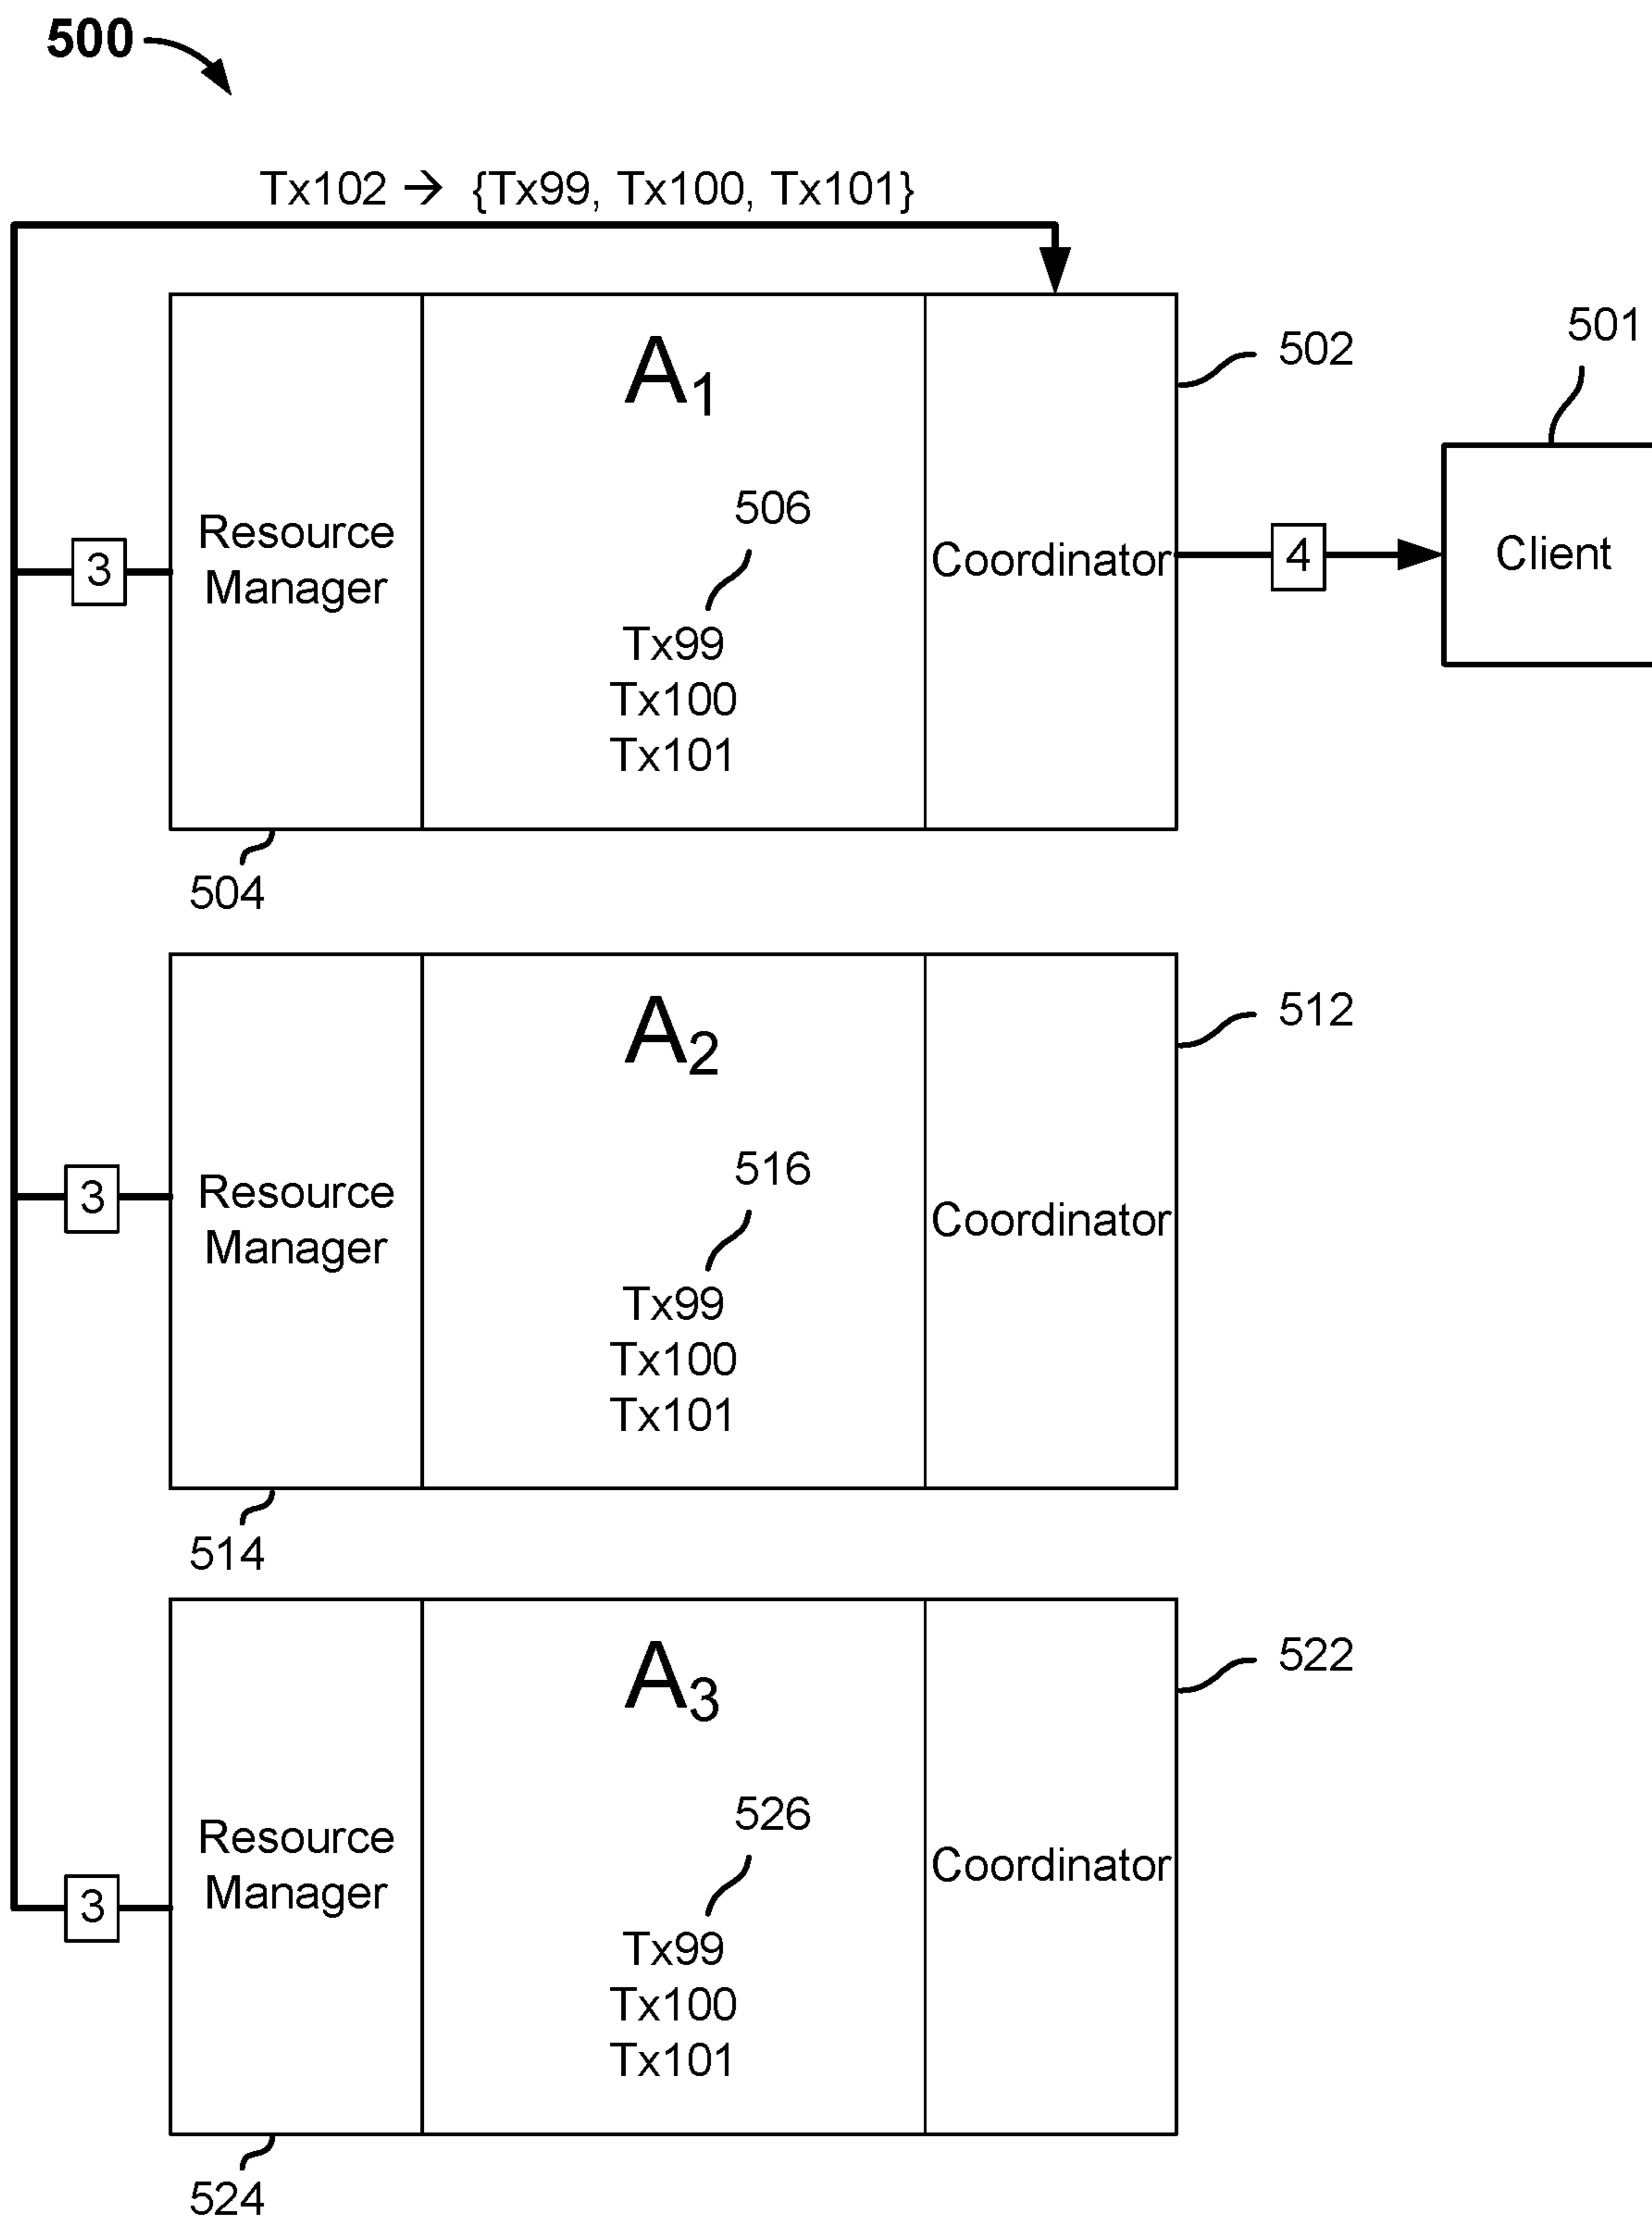 500
Tx102 → {Tx99, Tx100, Tx101}
A1
502
501
506
Resource
Manager
Coordinator
3
4
Client
Tx99
Tx100
Tx101
504
A2
512
516
Resource
Manager
Coordinator
3
Tx99
Tx100
Tx101
514
A3
522
526
Resource
Manager
Coordinator
3
Tx99
Tx100
Tx101
524